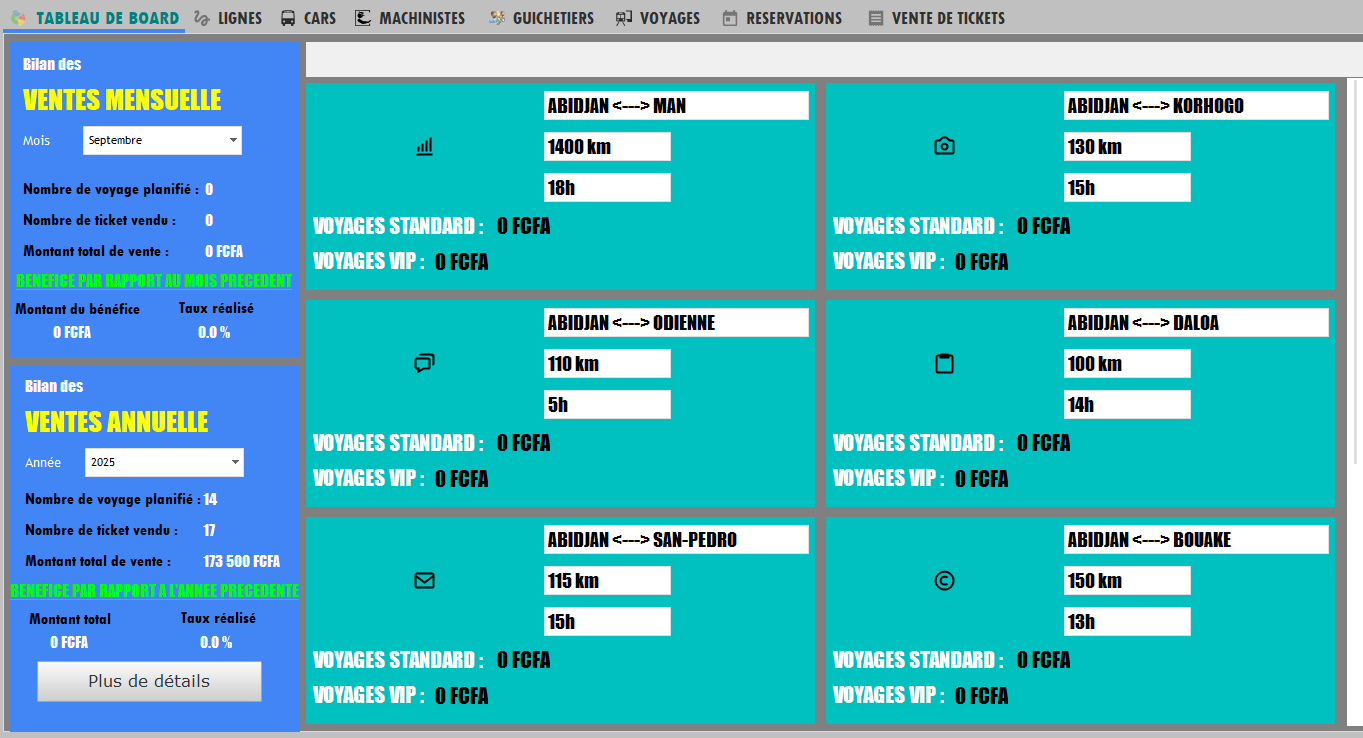 TABLEAU DE BOARD LIGNES CARS MACHINISTES GUICHETIERS VOYAGES RESERVATIONS VENTE DE TICKETS
Bilan des
VENTES MENSUELLE
Mois Septembre
Nombre de voyage planifié : 0
Nombre de ticket vendu : 0
Montant total de vente : 0 FCFA
BENEFICE PAR RAPPORT AU MOIS PRECEDENT
Montant du bénéfice Taux réalisé
0 FCFA 0.0 %
Bilan des
VENTES ANNUELLE
Année 2025
Nombre de voyage planifié : 14
Nombre de ticket vendu : 17
Montant total de vente : 173 500 FCFA
BENEFICE PAR RAPPORT A L'ANNEE PRECEDENTE
Montant total Taux réalisé
0 FCFA 0.0 %
Plus de détails
ABIDJAN <---> MAN
1400 km
18h
VOYAGES STANDARD : 0 FCFA
VOYAGES VIP : 0 FCFA
ABIDJAN <---> KORHOGO
130 km
15h
VOYAGES STANDARD : 0 FCFA
VOYAGES VIP : 0 FCFA
ABIDJAN <---> ODIENNE
110 km
5h
VOYAGES STANDARD : 0 FCFA
VOYAGES VIP : 0 FCFA
ABIDJAN <---> DALOA
100 km
14h
VOYAGES STANDARD : 0 FCFA
VOYAGES VIP : 0 FCFA
ABIDJAN <---> SAN-PEDRO
115 km
15h
VOYAGES STANDARD : 0 FCFA
VOYAGES VIP : 0 FCFA
ABIDJAN <---> BOUAKE
150 km
13h
VOYAGES STANDARD : 0 FCFA
VOYAGES VIP : 0 FCFA